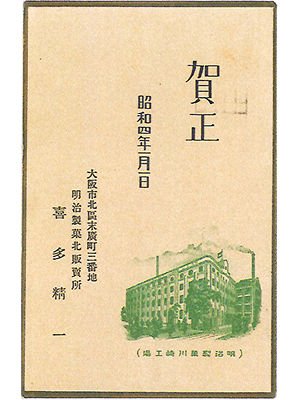 賀正
昭和四年一月一日
大阪市北區末廣町三番地
明治製菓北販賣所
喜多精一
(明治製菓川崎工場)